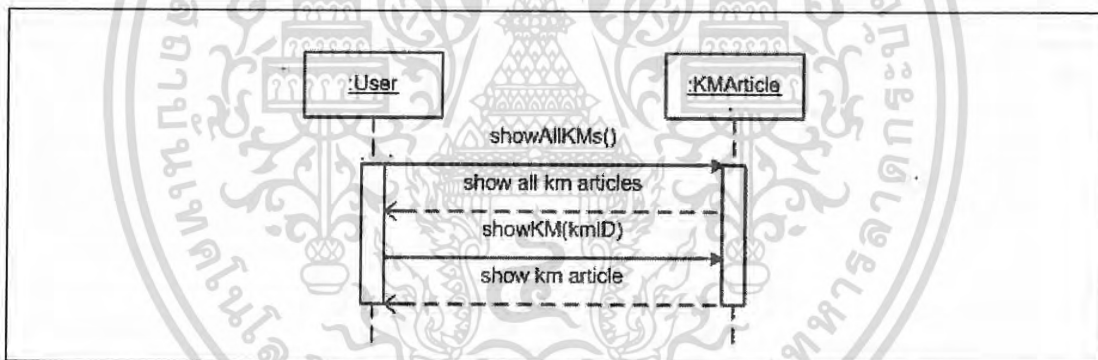 :User
:KMArticle
showAllKMs()
show all km articles
showKM(kmID)
show km article